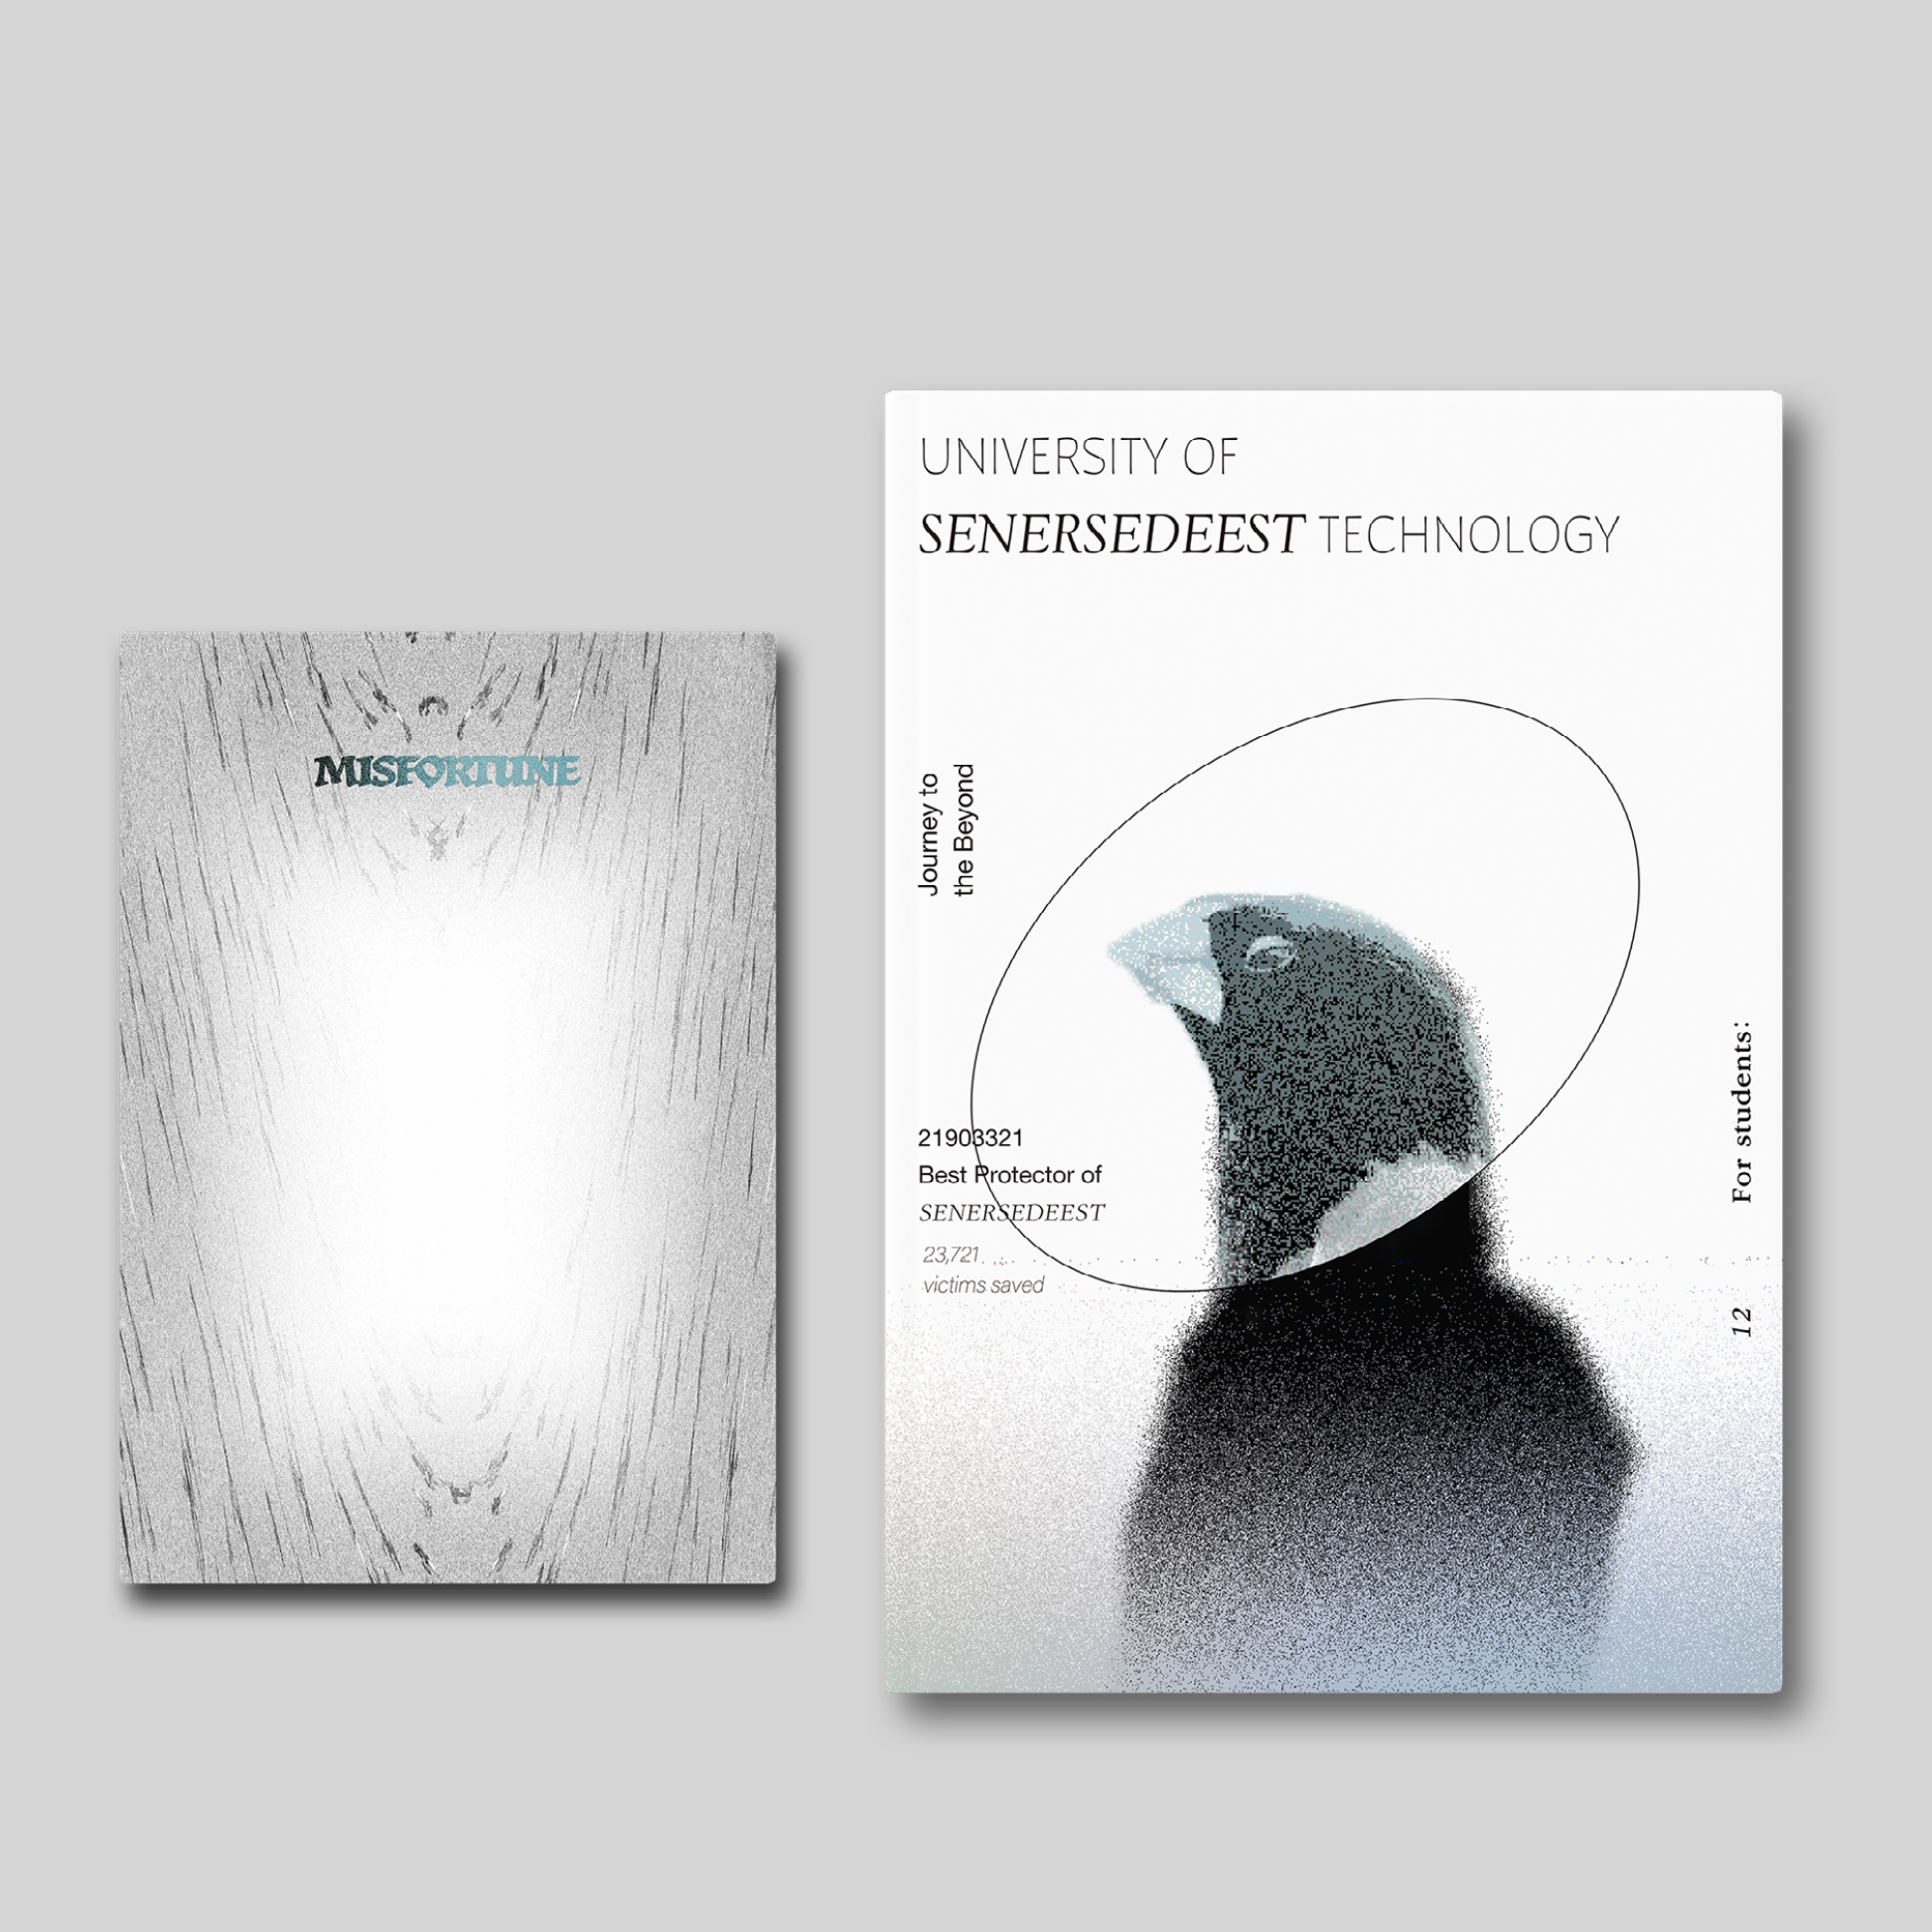 MISFORTUNE
UNIVERSITY OF
SENERSEDEEST TECHNOLOGY
Journey to
the Beyond
21903321
Best Protector of
SENERSEDEEST
23,721
victims saved
For students:
12